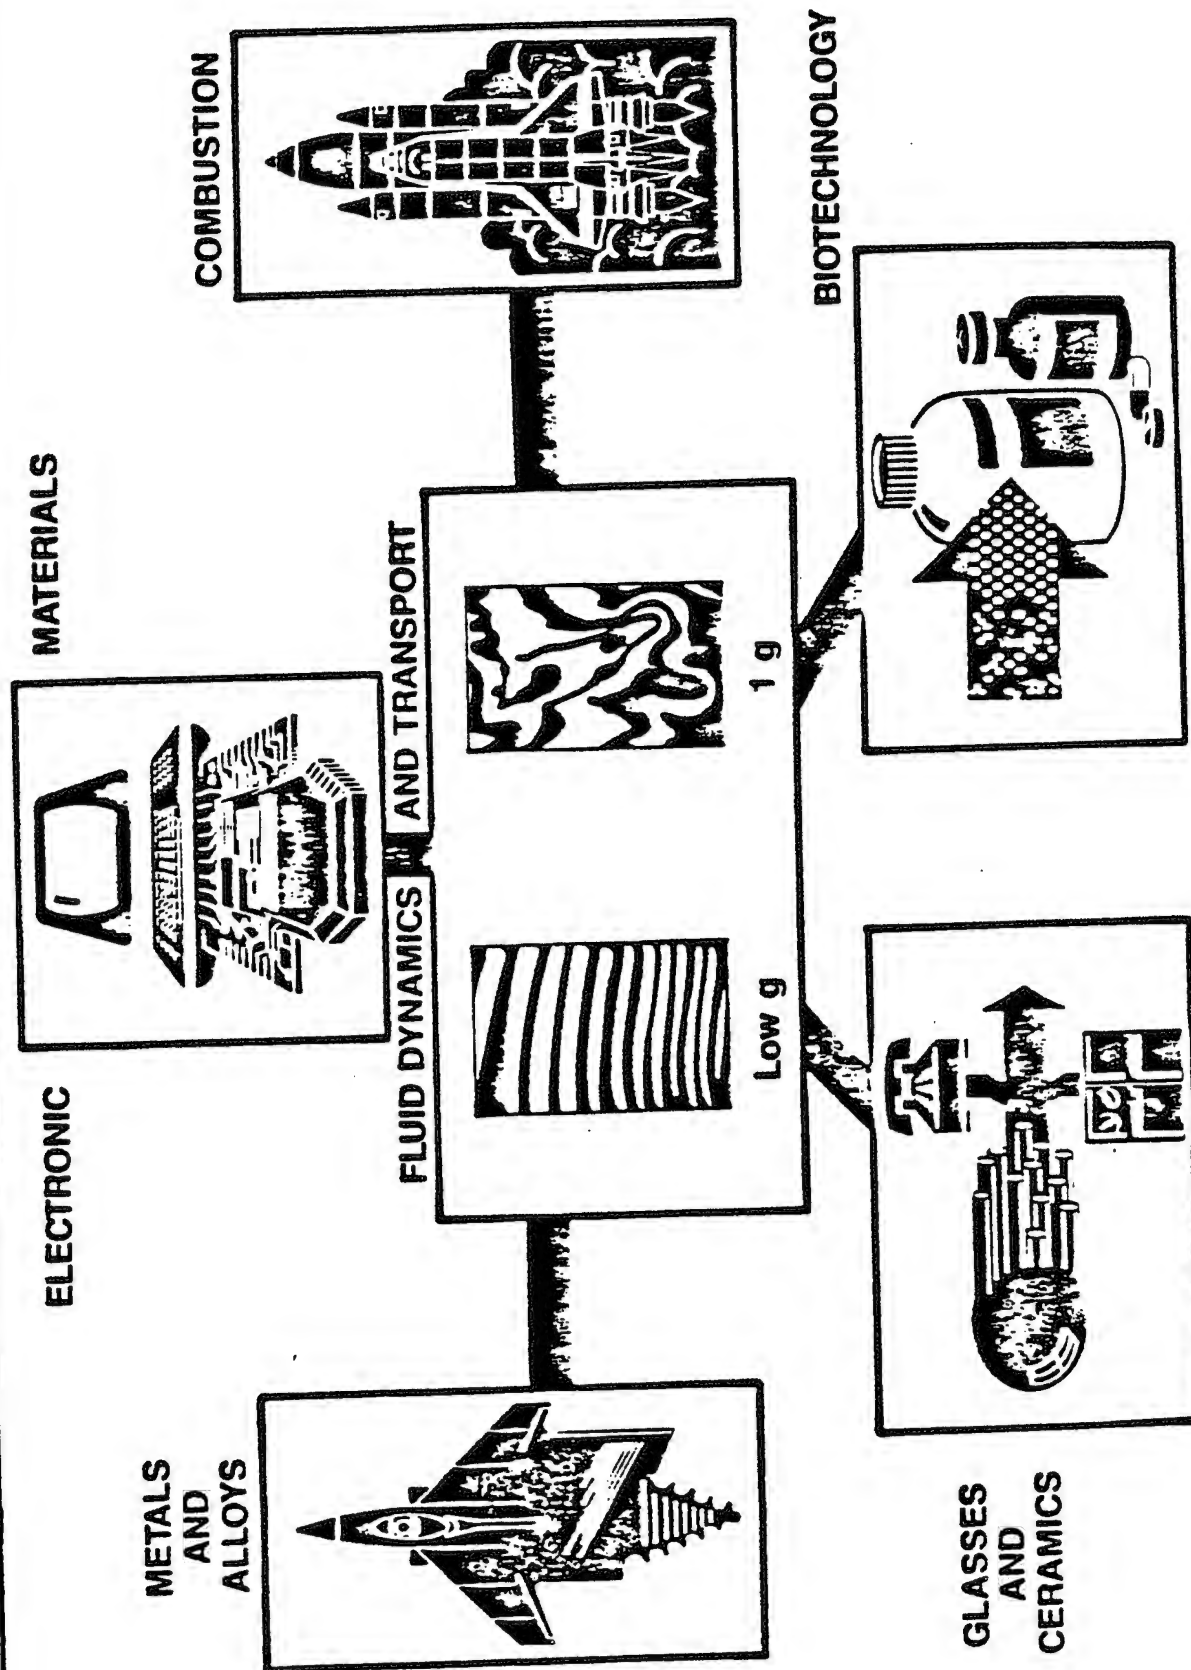 ELECTRONIC MATERIALS
METALS
AND
ALLOYS
COMBUSTION
FLUID DYNAMICS AND TRANSPORT
Low g
1 g
GLASSES
AND
CERAMICS
BIOTECHNOLOGY